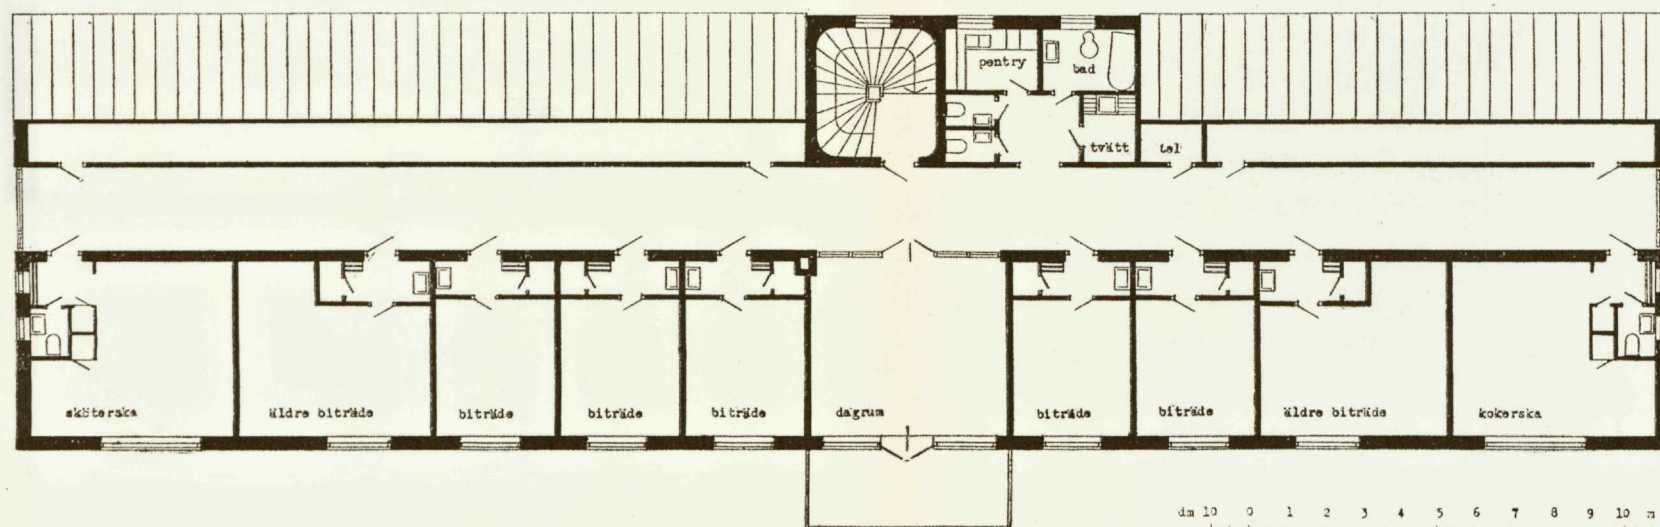 pentry
bad
tvätt
tel
sköterska
äldre biträde
biträde
biträde
biträde
dagrum
biträde
biträde
äldre biträde
kokerska
dm 10 0 1 2 3 4 5 6 7 8 9 10 m